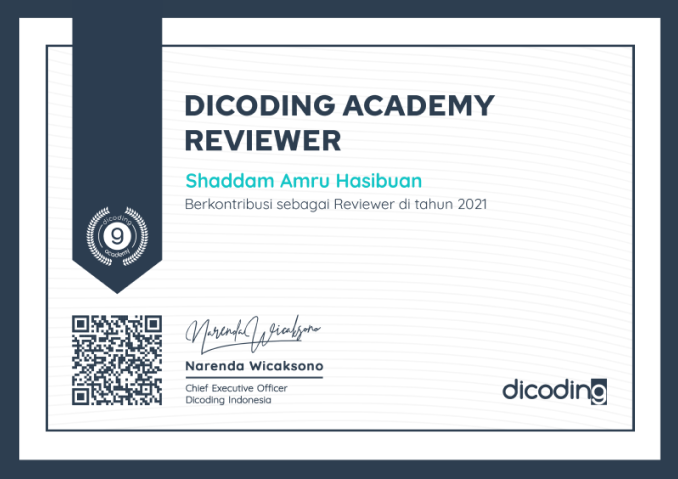 DICODING ACADEMY
REVIEWER
Shaddam Amru Hasibuan
Berkontribusi sebagai Reviewer di tahun 2021
dicoding
9
academy
Narenda Wicaksono
Narenda Wicaksono
Chief Executive Officer
Dicoding Indonesia
dicoding